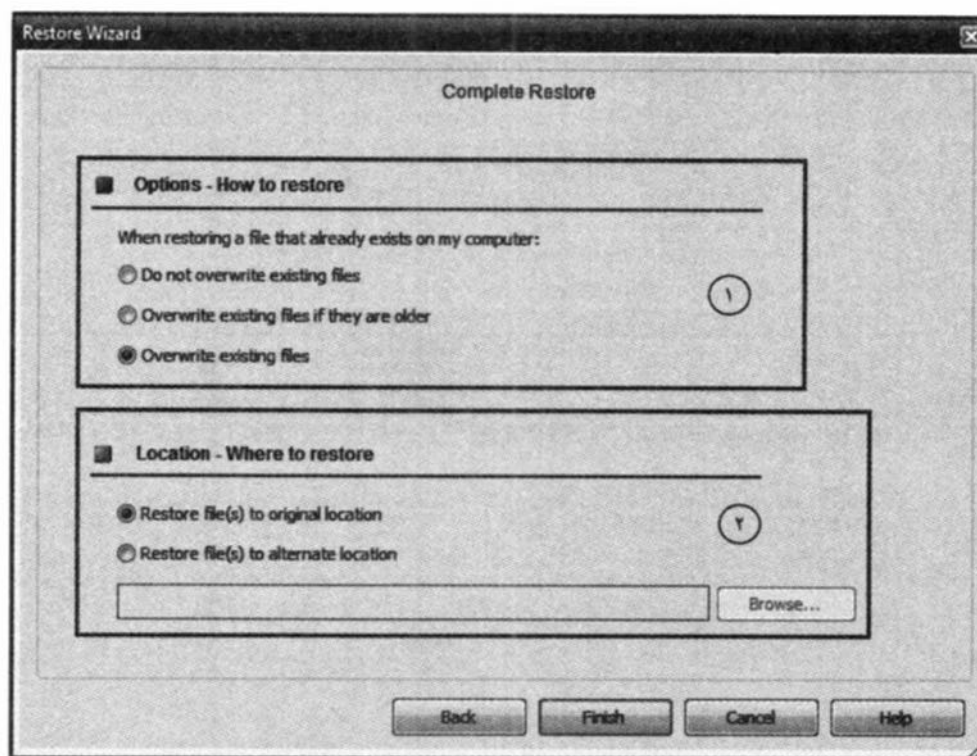 Restore Wizard
Complete Restore
Options - How to restore
When restoring a file that already exists on my computer:
Do not overwrite existing files
Overwrite existing files if they are older
Overwrite existing files
۱
Location - Where to restore
Restore file(s) to original location
۲
Restore file(s) to alternate location
Browse...
Back
Finish
Cancel
Help